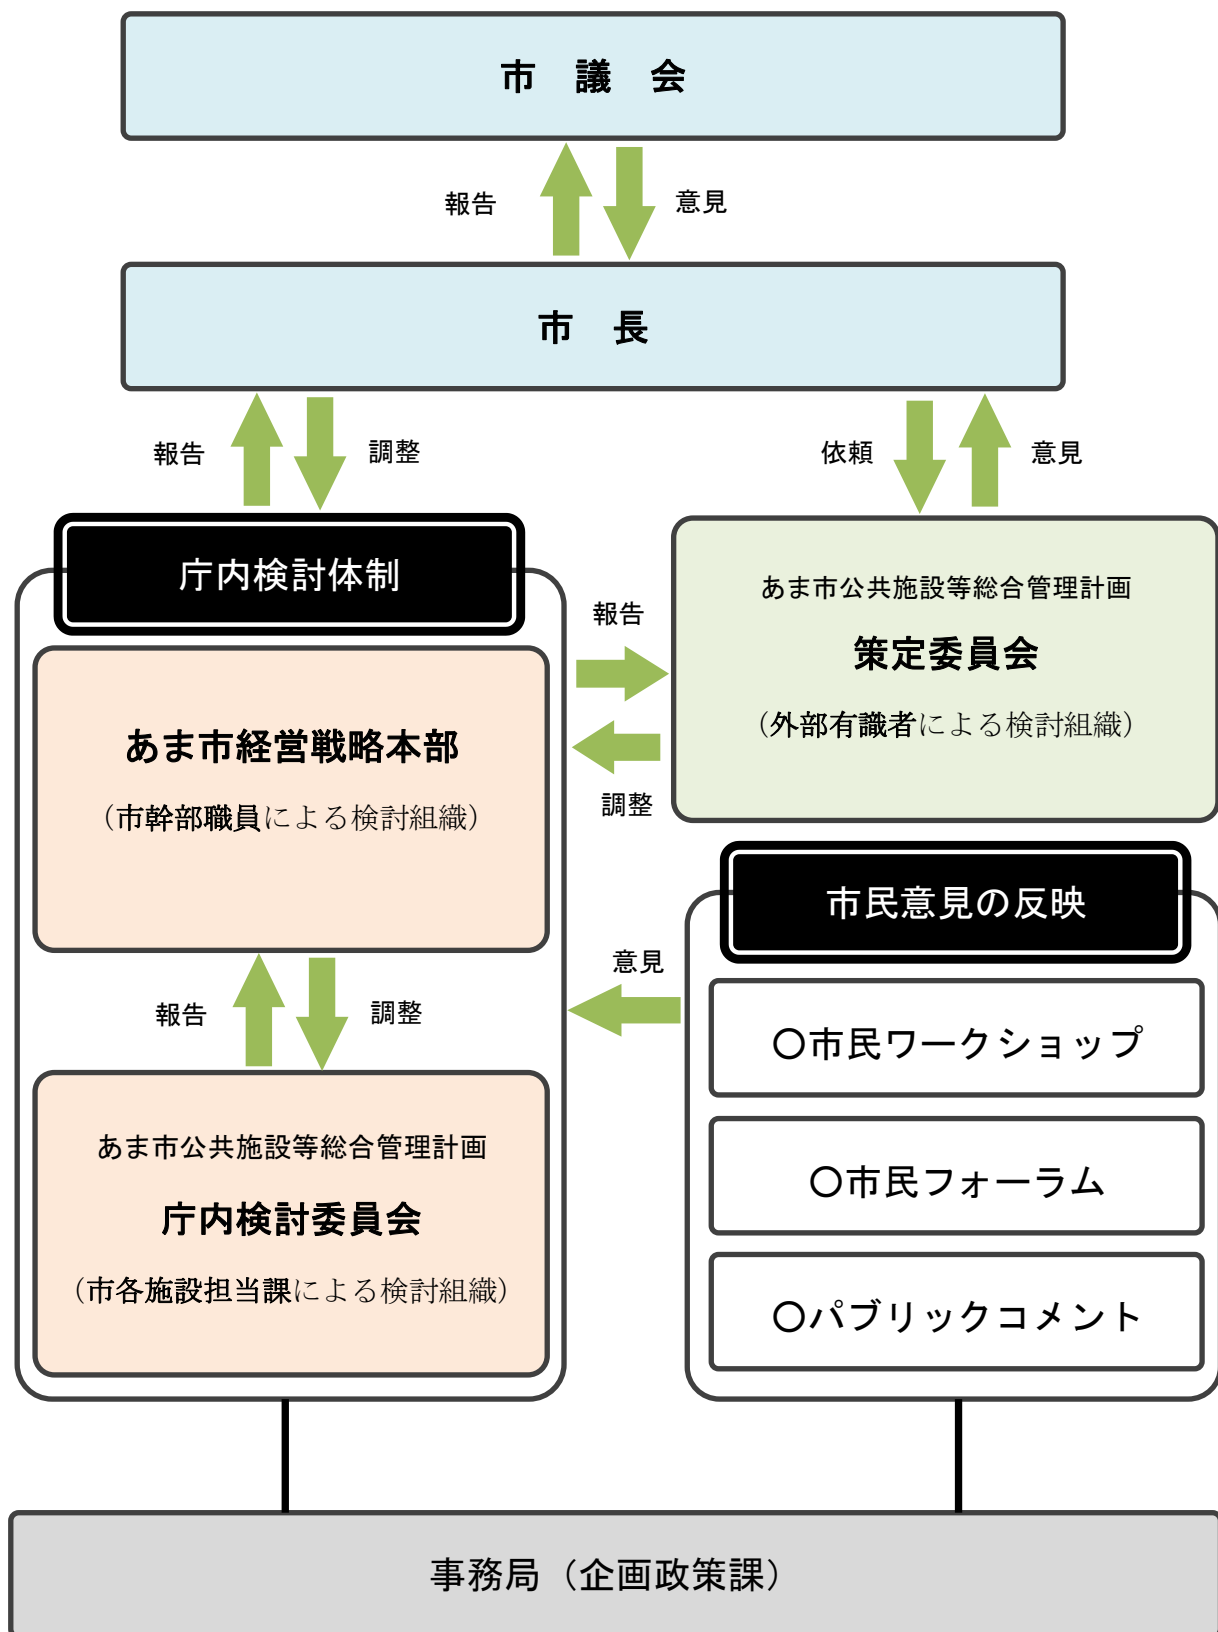 市　議　会
報告
意見
市　長
報告
調整
依頼
意見
庁内検討体制
あま市経営戦略本部
（市幹部職員による検討組織）
報告
調整
あま市公共施設等総合管理計画
庁内検討委員会
（市各施設担当課による検討組織）
報告
調整
あま市公共施設等総合管理計画
策定委員会
（外部有識者による検討組織）
意見
市民意見の反映
〇市民ワークショップ
〇市民フォーラム
〇パブリックコメント
事務局（企画政策課）